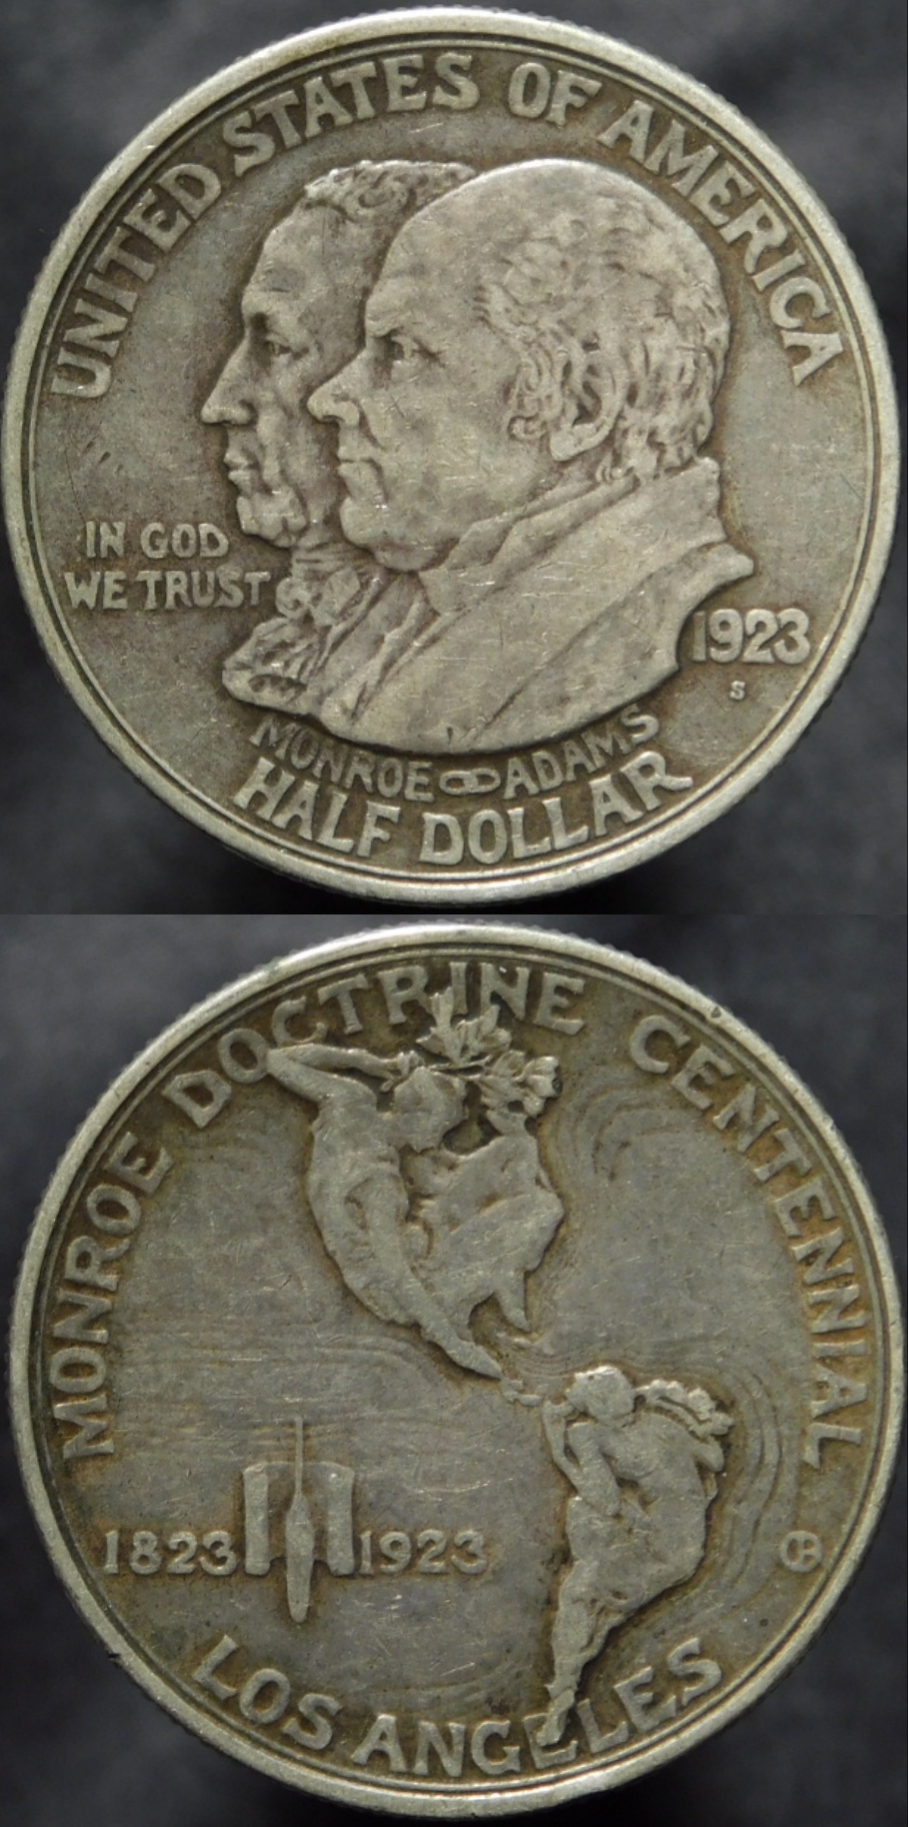 UNITED STATES OF AMERICA
IN GOD
WE TRUST
1923
S
MONROE ADAMS
HALF DOLLAR
MONROE DOCTRINE CENTENNIAL
1823 1923
LOS ANGELES